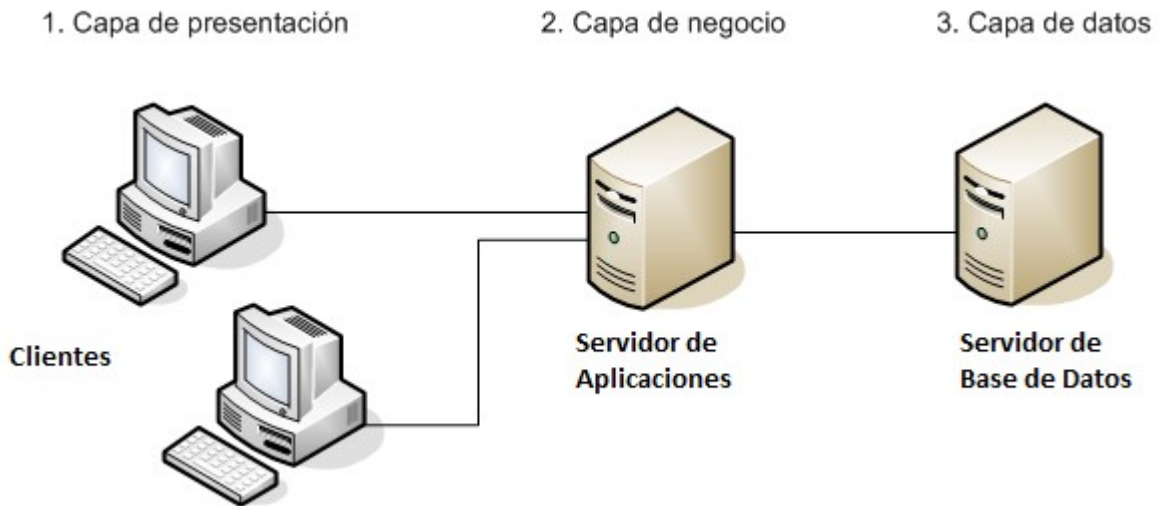 1. Capa de presentación
2. Capa de negocio
3. Capa de datos
Clientes
Servidor de
Aplicaciones
Servidor de
Base de Datos